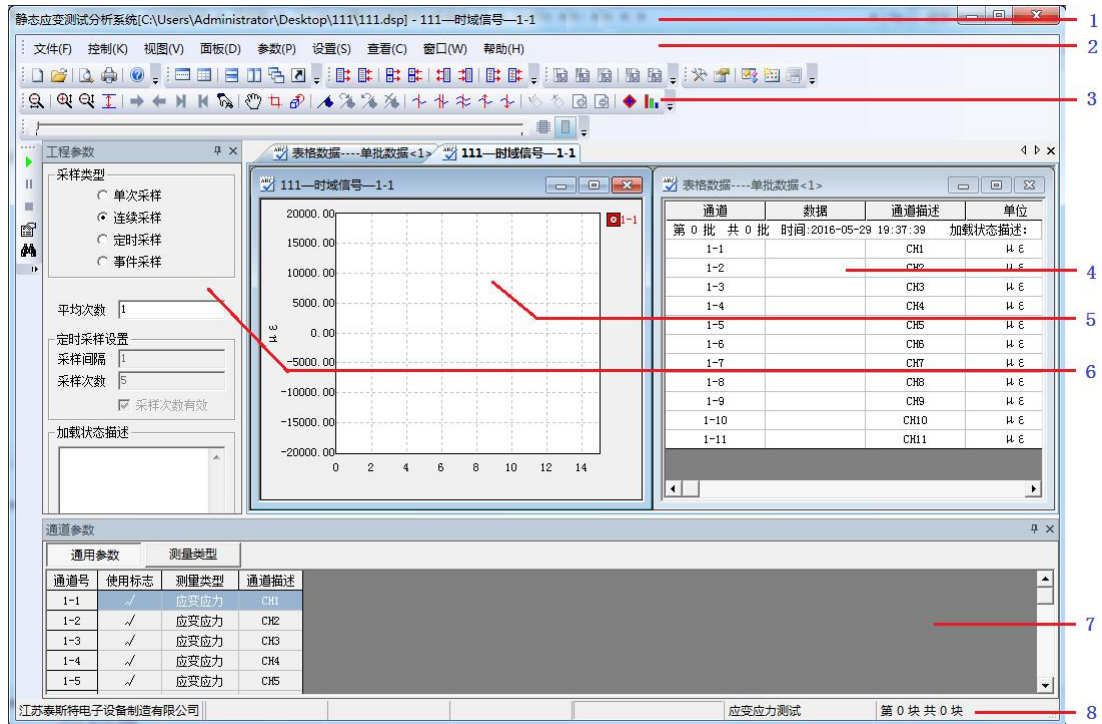 静态应变测试分析系统[C:\Users\Administrator\Desktop\111\111.dsp] - 111—时域信号—1-1
1
文件(F) 控制(K) 视图(V) 面板(D) 参数(P) 设置(S) 查看(C) 窗口(W) 帮助(H)
2
3
工程参数
表格数据----单批数据<1> 111—时域信号—1-1
采样类型
单次采样
连续采样
定时采样
事件采样
平均次数 1
定时采样设置
采样间隔 1
采样次数 5
采样次数有效
加载状态描述
111—时域信号—1-1
20000.00
15000.00
10000.00
5000.00
0.00
-5000.00
-10000.00
-15000.00
-20000.00
με
0 2 4 6 8 10 12 14
1-1
表格数据----单批数据<1>
通道 数据 通道描述 单位
第 0 批 共 0 批 时间:2016-05-29 19:37:39 加载状态描述:
1-1 CH1 με
1-2 CH2 με
1-3 CH3 με
1-4 CH4 με
1-5 CH5 με
1-6 CH6 με
1-7 CH7 με
1-8 CH8 με
1-9 CH9 με
1-10 CH10 με
1-11 CH11 με
4
5
6
通道参数
通用参数 测量类型
通道号 使用标志 测量类型 通道描述
1-1 √ 应变应力 CH1
1-2 √ 应变应力 CH2
1-3 √ 应变应力 CH3
1-4 √ 应变应力 CH4
1-5 √ 应变应力 CH5
7
江苏泰斯特电子设备制造有限公司 应变应力测试 第 0 块 共 0 块
8